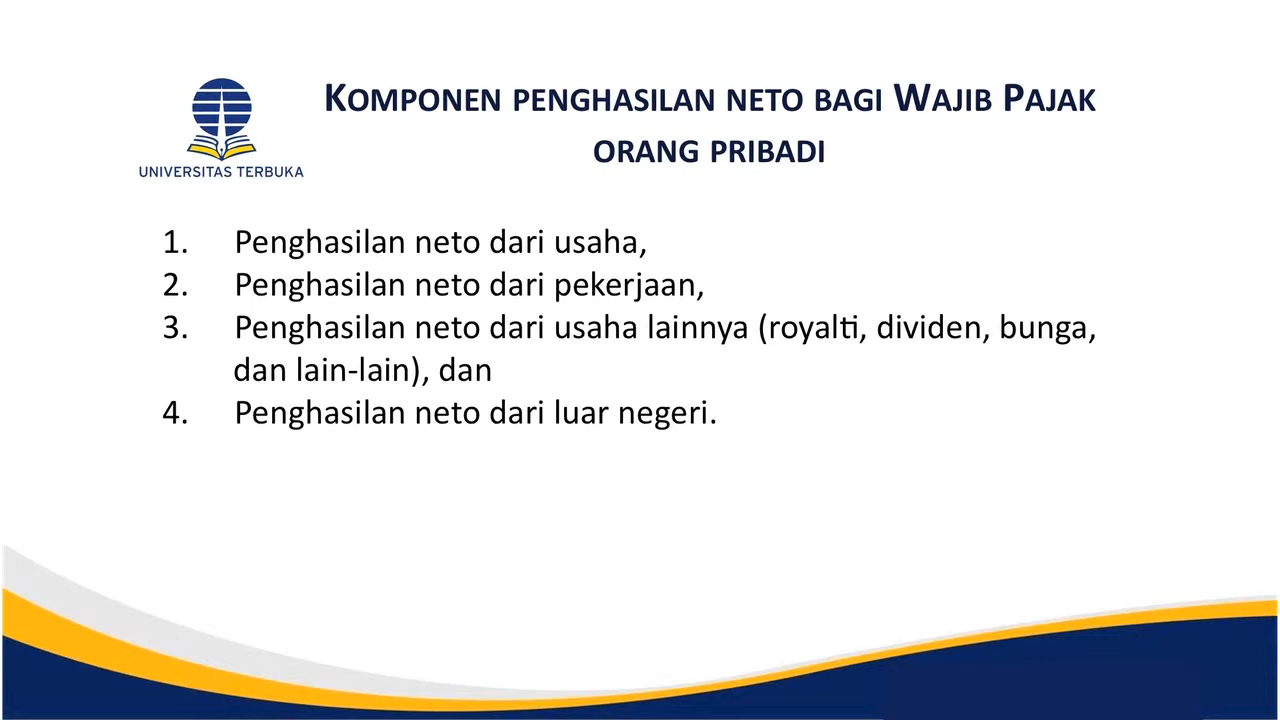 KOMPONEN PENGHASILAN NETO BAGI WAJIB PAJAK
ORANG PRIBADI
UNIVERSITAS TERBUKA
1. Penghasilan neto dari usaha,
2. Penghasilan neto dari pekerjaan,
3. Penghasilan neto dari usaha lainnya (royalti, dividen, bunga,
dan lain-lain), dan
4. Penghasilan neto dari luar negeri.